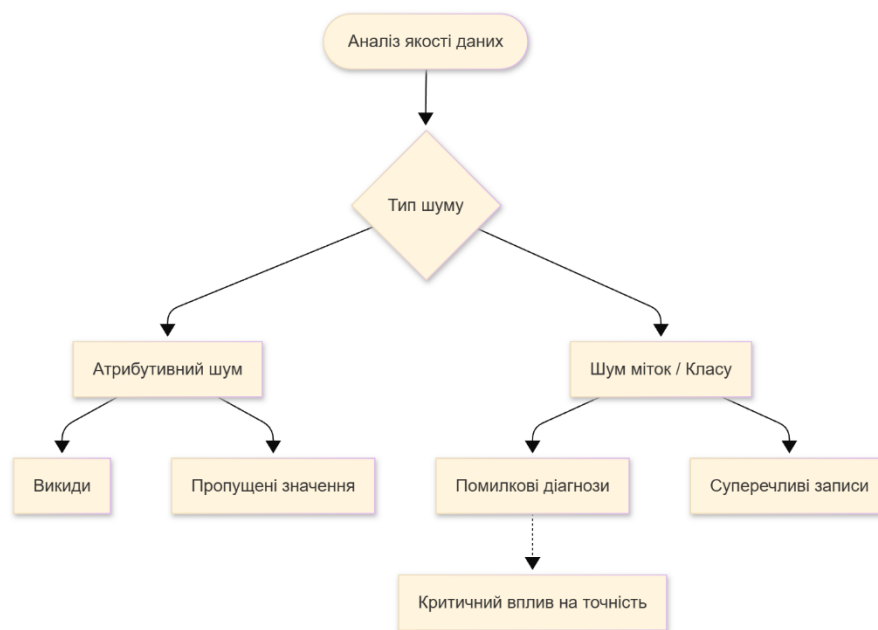 Аналіз якості даних
Тип шуму
Атрибутивний шум
Шум міток / Класу
Викиди
Пропущені значення
Помилкові діагнози
Суперечливі записи
Критичний вплив на точність